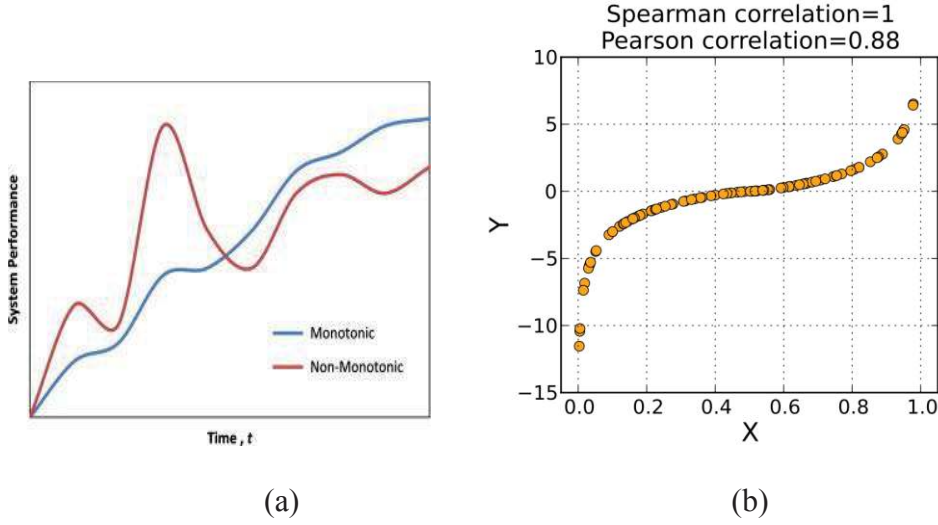 System Performance
Monotonic
Non-Monotonic
Time , t
(a)
Spearman correlation=1
Pearson correlation=0.88
10
5
0
−5
−10
−15
Y
0.0 0.2 0.4 0.6 0.8 1.0
X
(b)